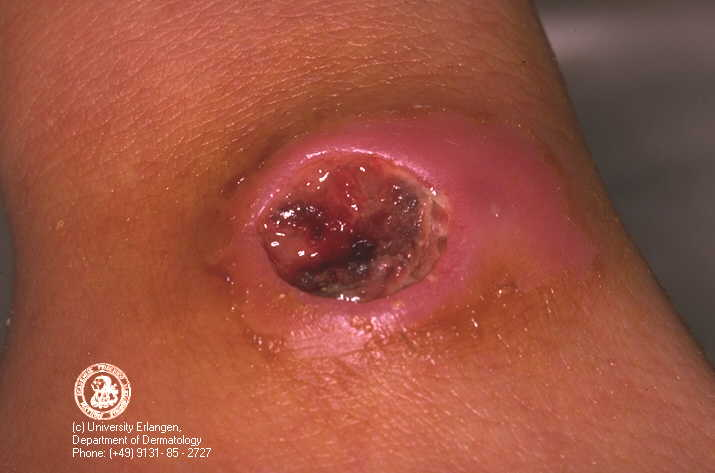 (c) University Erlangen,
Department of Dermatology
Phone: (+49) 9131- 85 - 2727